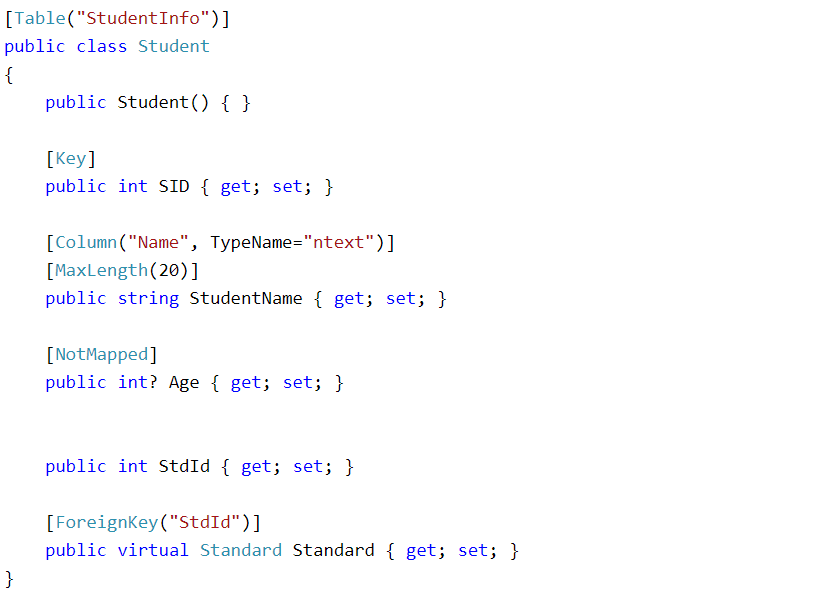 [Table("StudentInfo")]
public class Student
{
    public Student() { }

    [Key]
    public int SID { get; set; }

    [Column("Name", TypeName="ntext")]
    [MaxLength(20)]
    public string StudentName { get; set; }

    [NotMapped]
    public int? Age { get; set; }


    public int StdId { get; set; }

    [ForeignKey("StdId")]
    public virtual Standard Standard { get; set; }
}